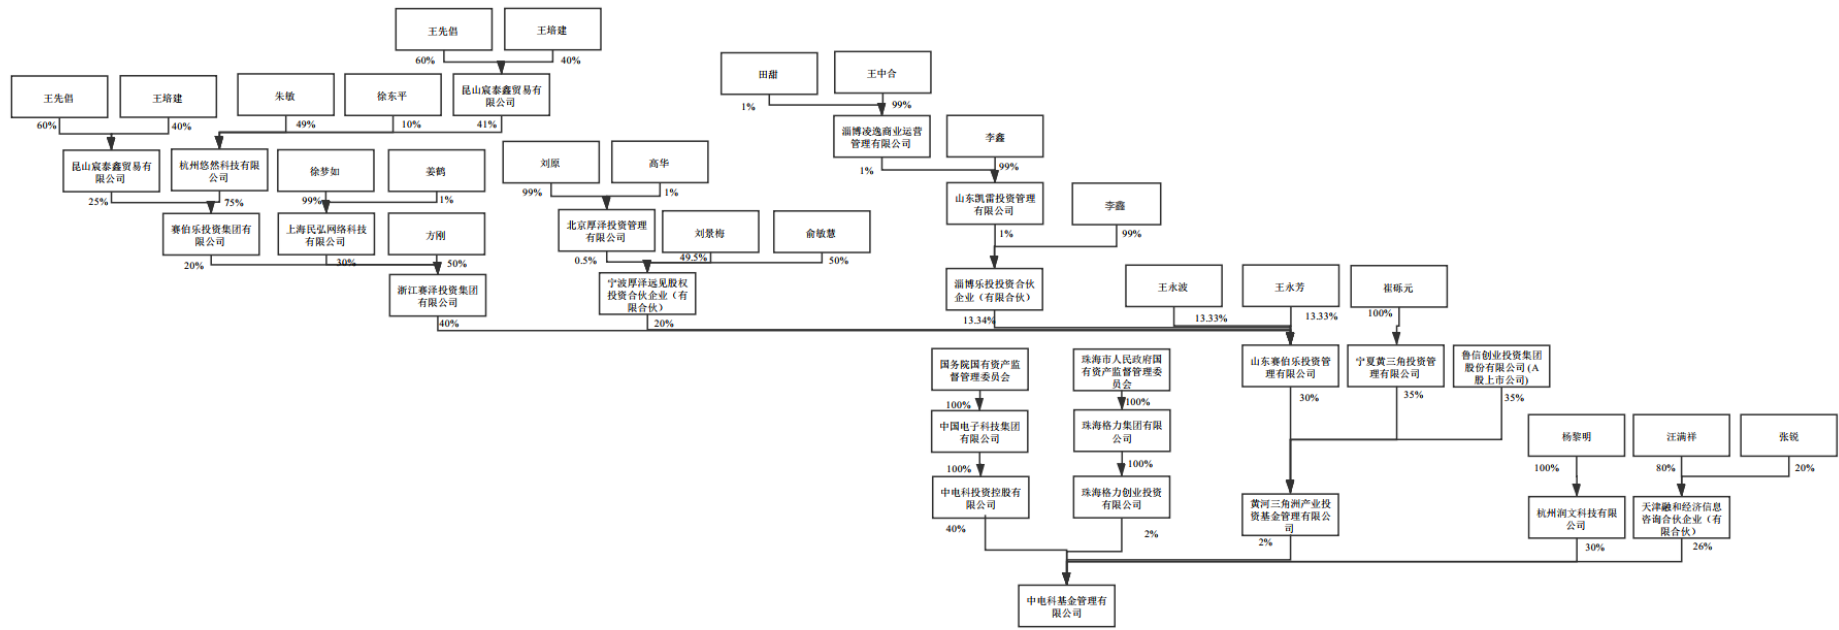 王先倡
王培建
60%
40%
田甜
王中合
1%
99%
王先倡
王培建
朱敏
徐东平
昆山宸泰鑫贸易有
限公司
60%
40%
49%
10%
41%
淄博凌逸商业运营
管理有限公司
李鑫
1%
99%
昆山宸泰鑫贸易有
限公司
杭州悠然科技有限
公司
徐梦如
姜鹤
刘原
高华
25%
75%
99%
1%
99%
1%
山东凯雷投资管理
有限公司
李鑫
1%
99%
赛伯乐投资集团有
限公司
上海民弘网络科技
有限公司
方刚
北京厚泽投资管理
有限公司
刘景梅
俞敏慧
20%
30%
50%
0.5%
49.5%
50%
浙江赛泽投资集团
有限公司
宁波厚泽远见股权
投资合伙企业（有
限合伙）
淄博乐投投资合伙
企业（有限合伙）
王永波
王永芳
崔砾元
40%
20%
13.34%
13.33%
13.33%
100%
国务院国有资产监
督管理委员会
珠海市人民政府国
有资产监督管理委
员会
山东赛伯乐投资管
理有限公司
宁夏黄三角投资管
理有限公司
鲁信创业投资集团
股份有限公司(A
股上市公司)
100%
100%
30%
35%
35%
中国电子科技集团
有限公司
珠海格力集团有限
公司
杨黎明
汪满祥
张锐
100%
100%
100%
80%
20%
中电科投资控股有
限公司
珠海格力创业投资
有限公司
黄河三角洲产业投
资基金管理有限公
司
杭州润文科技有限
公司
天津融和经济信息
咨询合伙企业（有
限合伙）
40%
2%
2%
30%
26%
中电科基金管理有
限公司